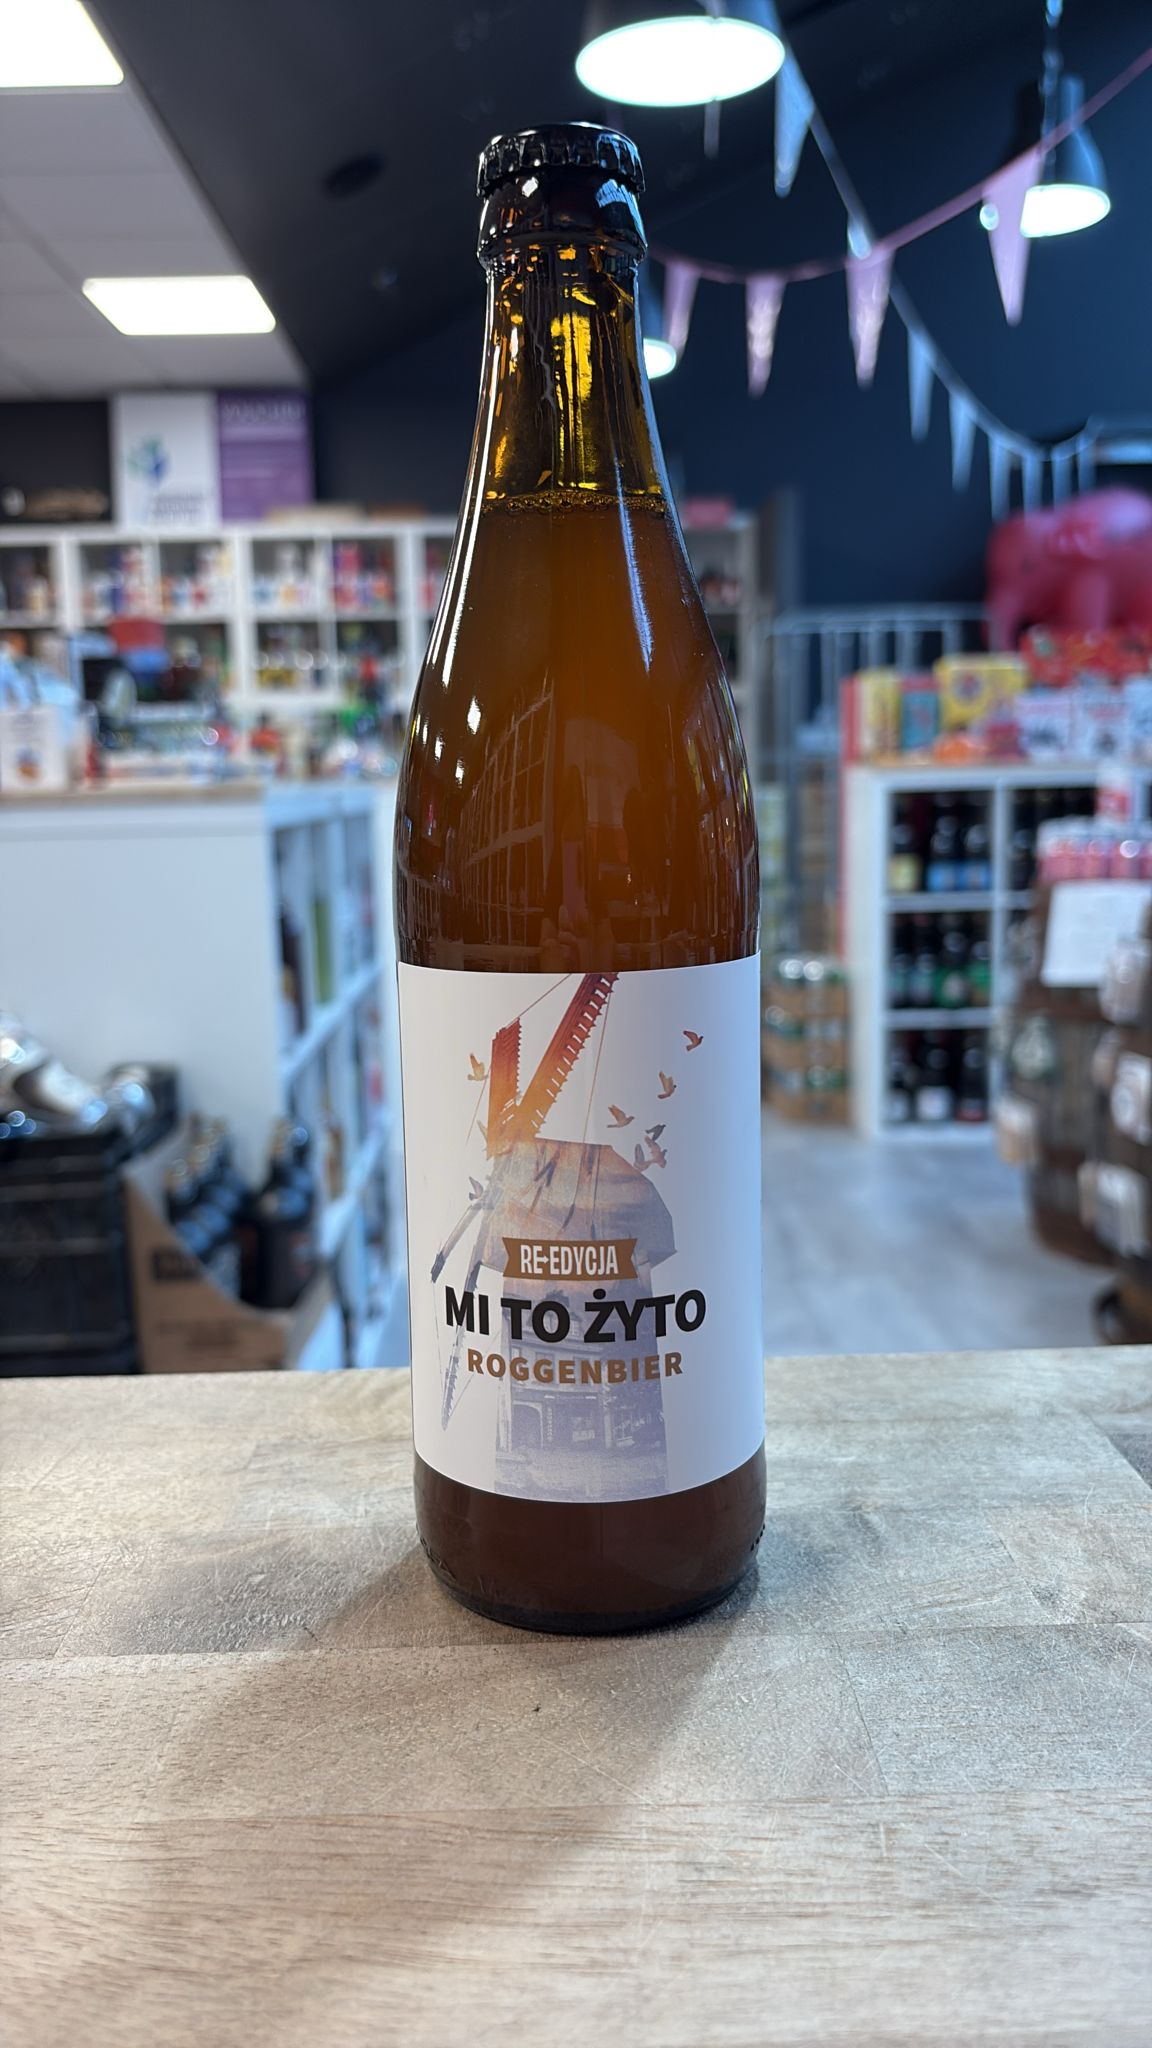 RE-EDYCJA
MI TO ŻYTO
ROGGENBIER